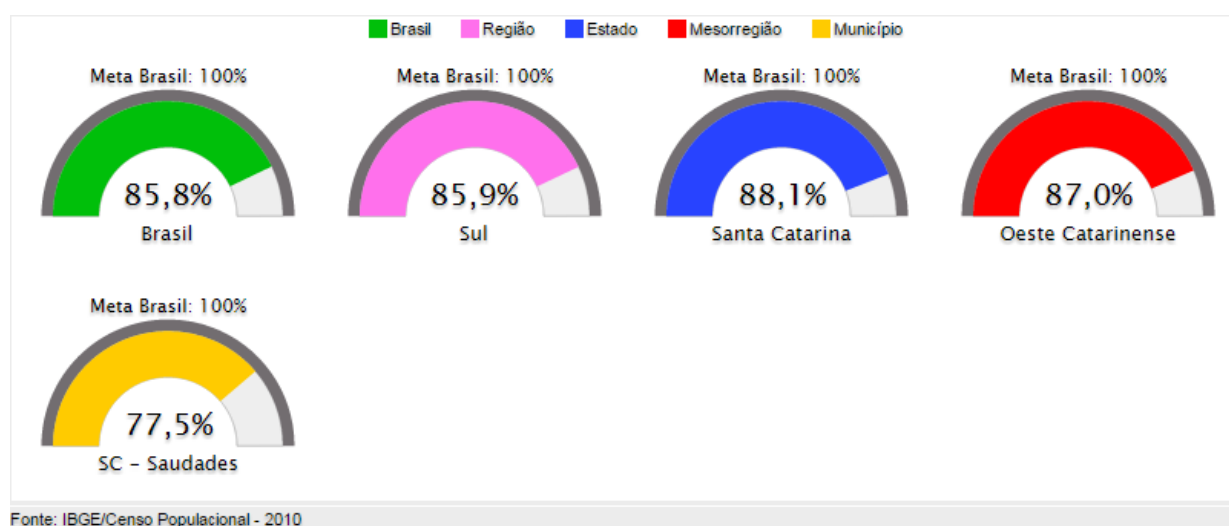 Brasil Região Estado Mesorregião Município
Meta Brasil: 100% Meta Brasil: 100% Meta Brasil: 100% Meta Brasil: 100%
85,8% 85,9% 88,1% 87,0%
Brasil Sul Santa Catarina Oeste Catarinense
Meta Brasil: 100%
77,5%
SC - Saudades
Fonte: IBGE/Censo Populacional - 2010